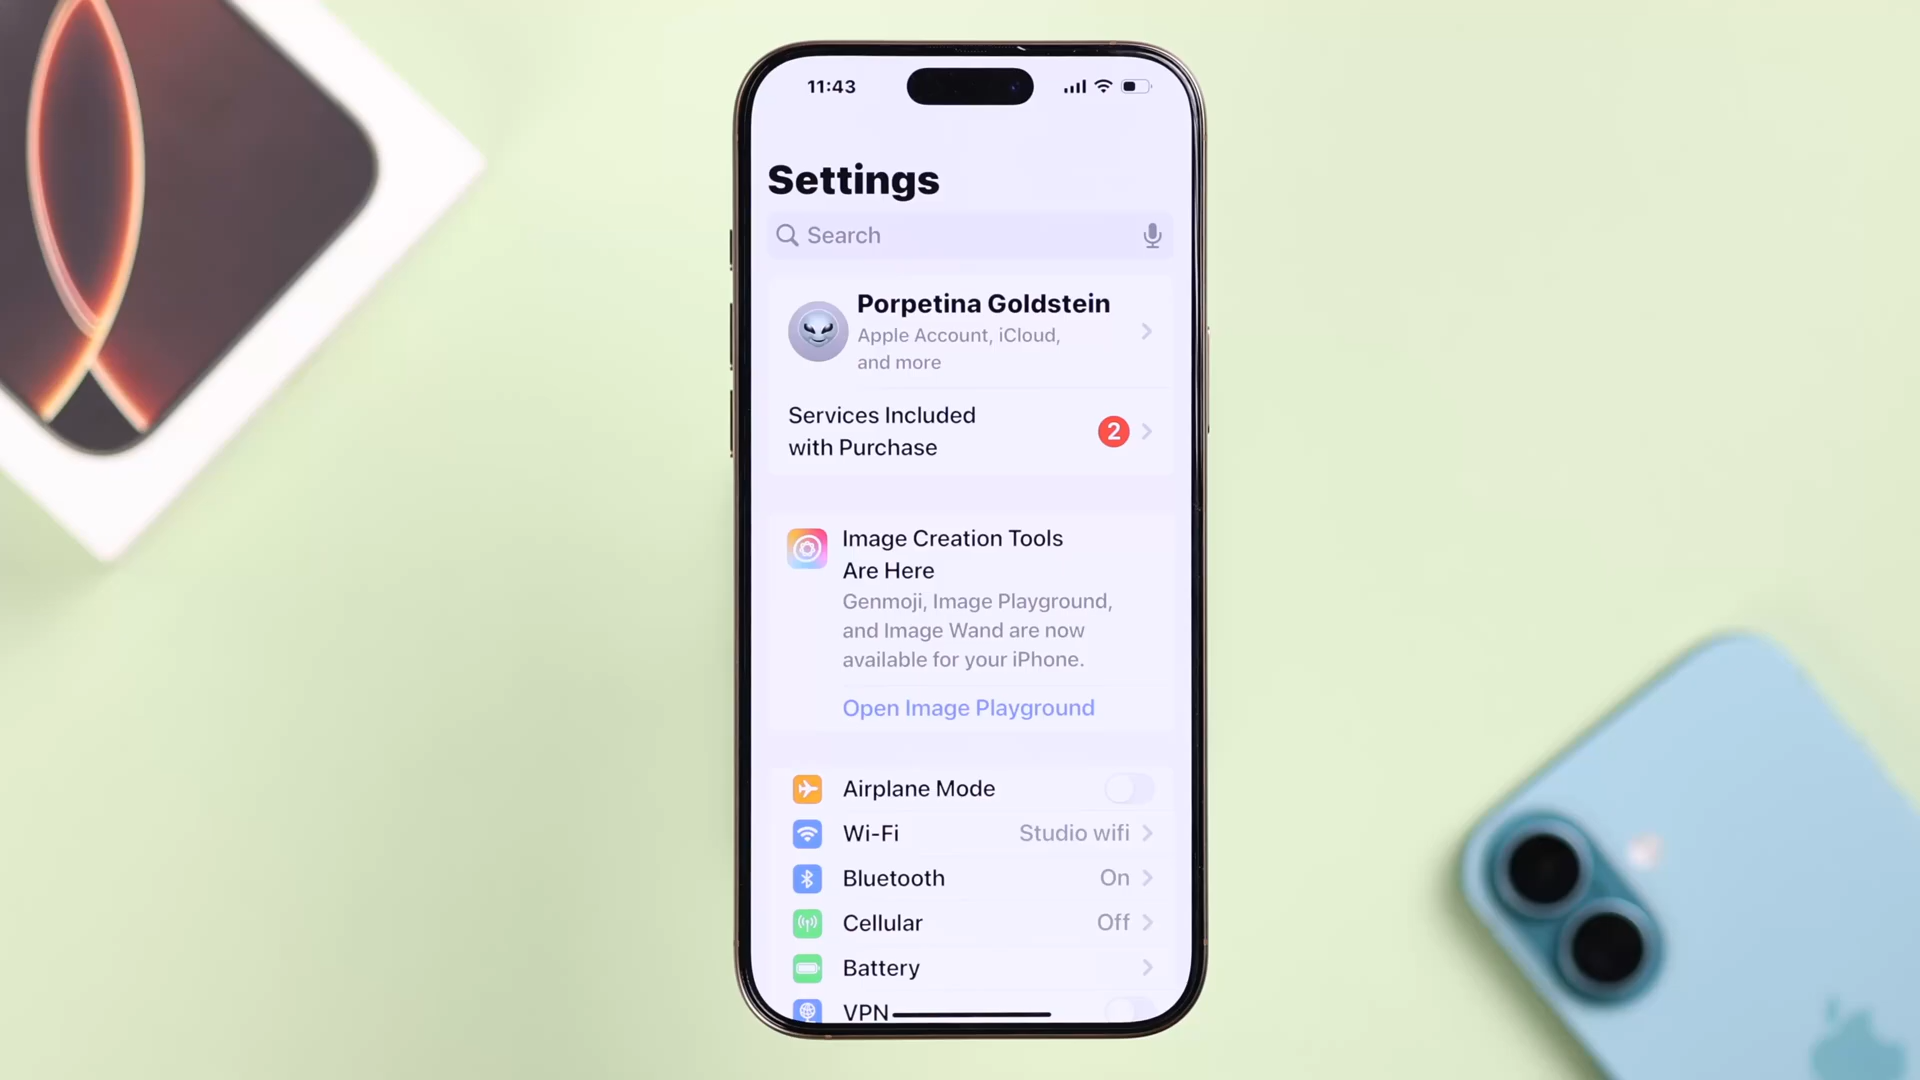 11:43
Settings
Search
Porpetina Goldstein
Apple Account, iCloud,
and more
Services Included
with Purchase
2
Image Creation Tools
Are Here
Genmoji, Image Playground,
and Image Wand are now
available for your iPhone.
Open Image Playground
Airplane Mode
Wi-Fi Studio wifi
Bluetooth On
Cellular Off
Battery
VPN